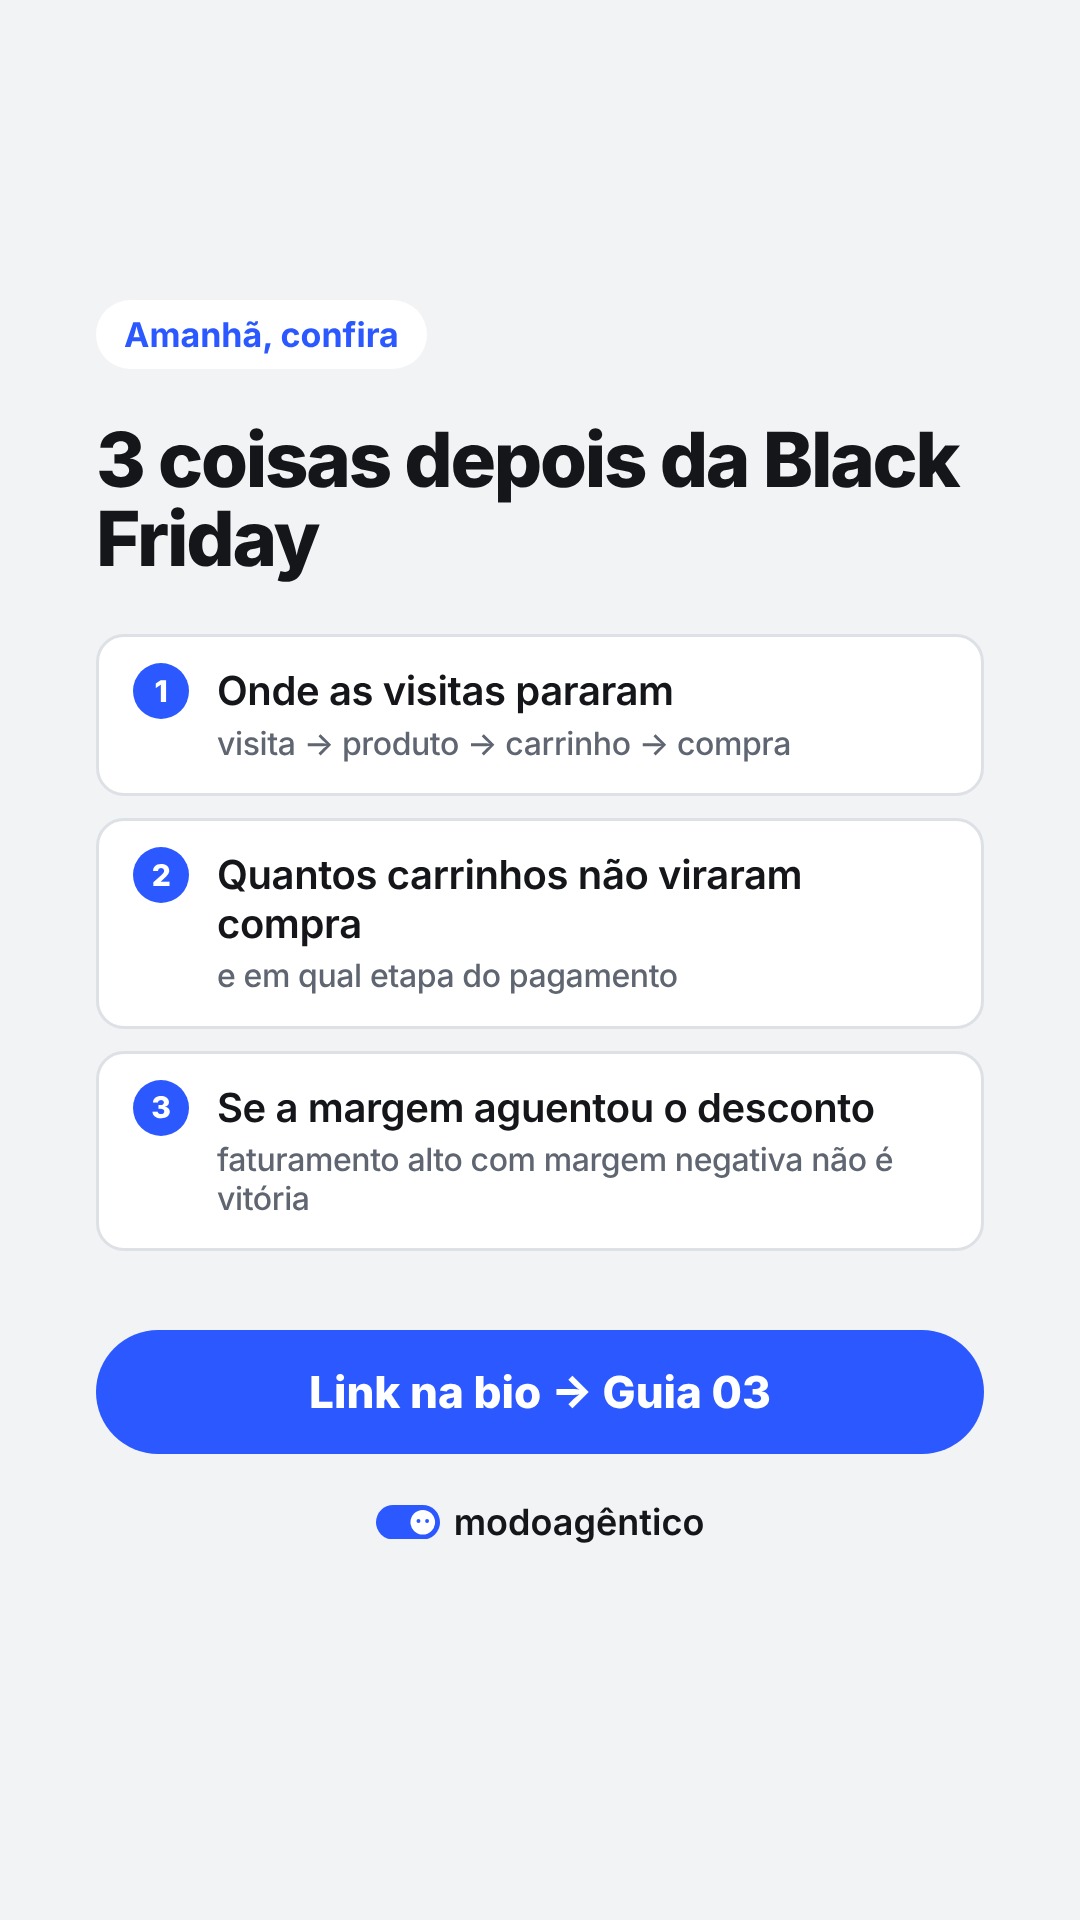 Amanhã, confira
3 coisas depois da Black
Friday
1 Onde as visitas pararam
visita → produto → carrinho → compra
2 Quantos carrinhos não viraram
compra
e em qual etapa do pagamento
3 Se a margem aguentou o desconto
faturamento alto com margem negativa não é
vitória
Link na bio → Guia 03
modoagêntico